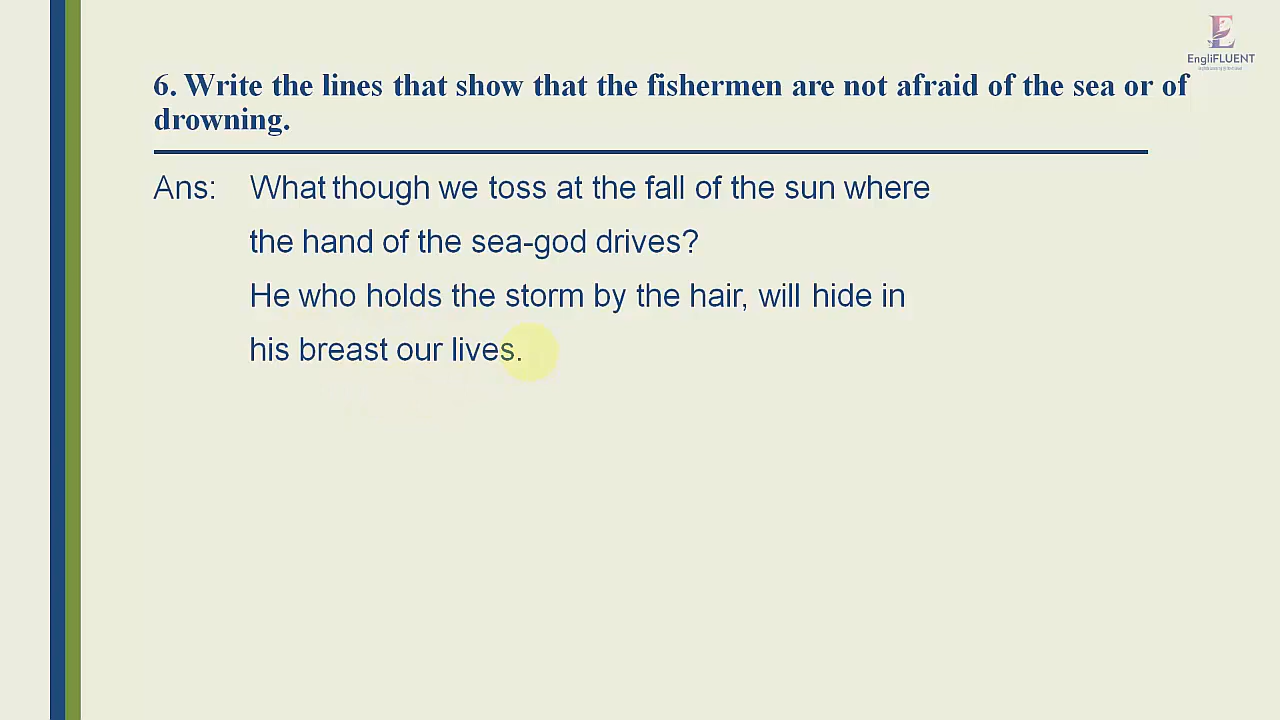 EngliFLUENT
6. Write the lines that show that the fishermen are not afraid of the sea or of
drowning.
Ans: What though we toss at the fall of the sun where
the hand of the sea-god drives?
He who holds the storm by the hair, will hide in
his breast our lives.